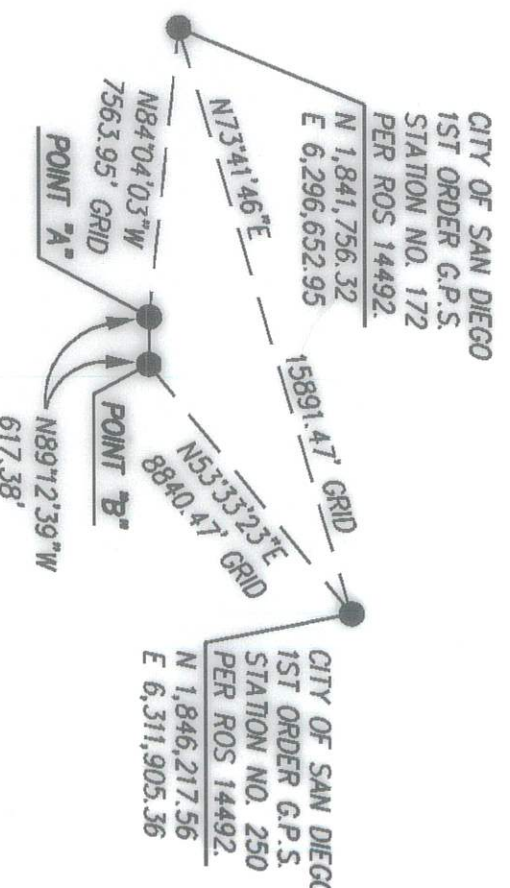 CITY OF SAN DIEGO
1ST ORDER G.P.S.
STATION NO. 172
PER ROS 14492.
N 1,841,756.32
E 6,296,652.95
N73°41'46"E
15891.47' GRID
N84°04'03"W
7563.95' GRID
POINT "A"
POINT "B"
N53°33'23"E
8840.47' GRID
N89°12'39"W
617.38'
CITY OF SAN DIEGO
1ST ORDER G.P.S.
STATION NO. 250
PER ROS 14492.
N 1,846,217.56
E 6,311,905.36